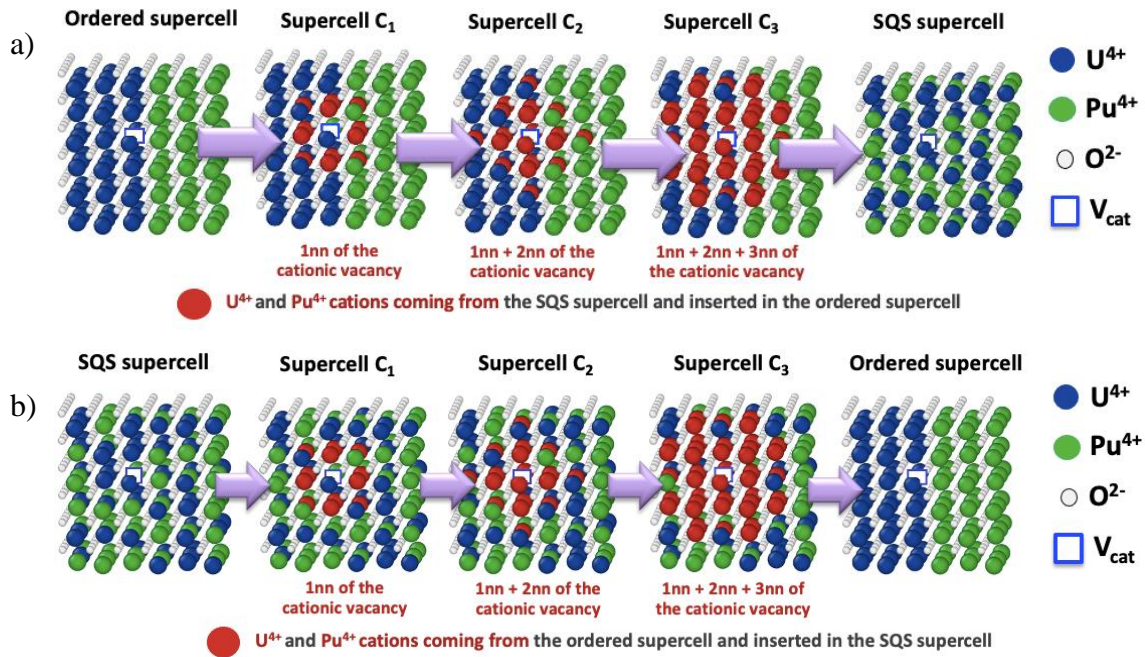 a)
Ordered supercell
Supercell C₁
Supercell C₂
Supercell C₃
SQS supercell
U⁴⁺
Pu⁴⁺
O²⁻
V_cat
1nn of the
cationic vacancy
1nn + 2nn of the
cationic vacancy
1nn + 2nn + 3nn
of the cationic vacancy
U⁴⁺ and Pu⁴⁺ cations coming from the SQS supercell and inserted in the ordered supercell
b)
SQS supercell
Supercell C₁
Supercell C₂
Supercell C₃
Ordered supercell
U⁴⁺
Pu⁴⁺
O²⁻
V_cat
1nn of the
cationic vacancy
1nn + 2nn of the
cationic vacancy
1nn + 2nn + 3nn of
the cationic vacancy
U⁴⁺ and Pu⁴⁺ cations coming from the ordered supercell and inserted in the SQS supercell